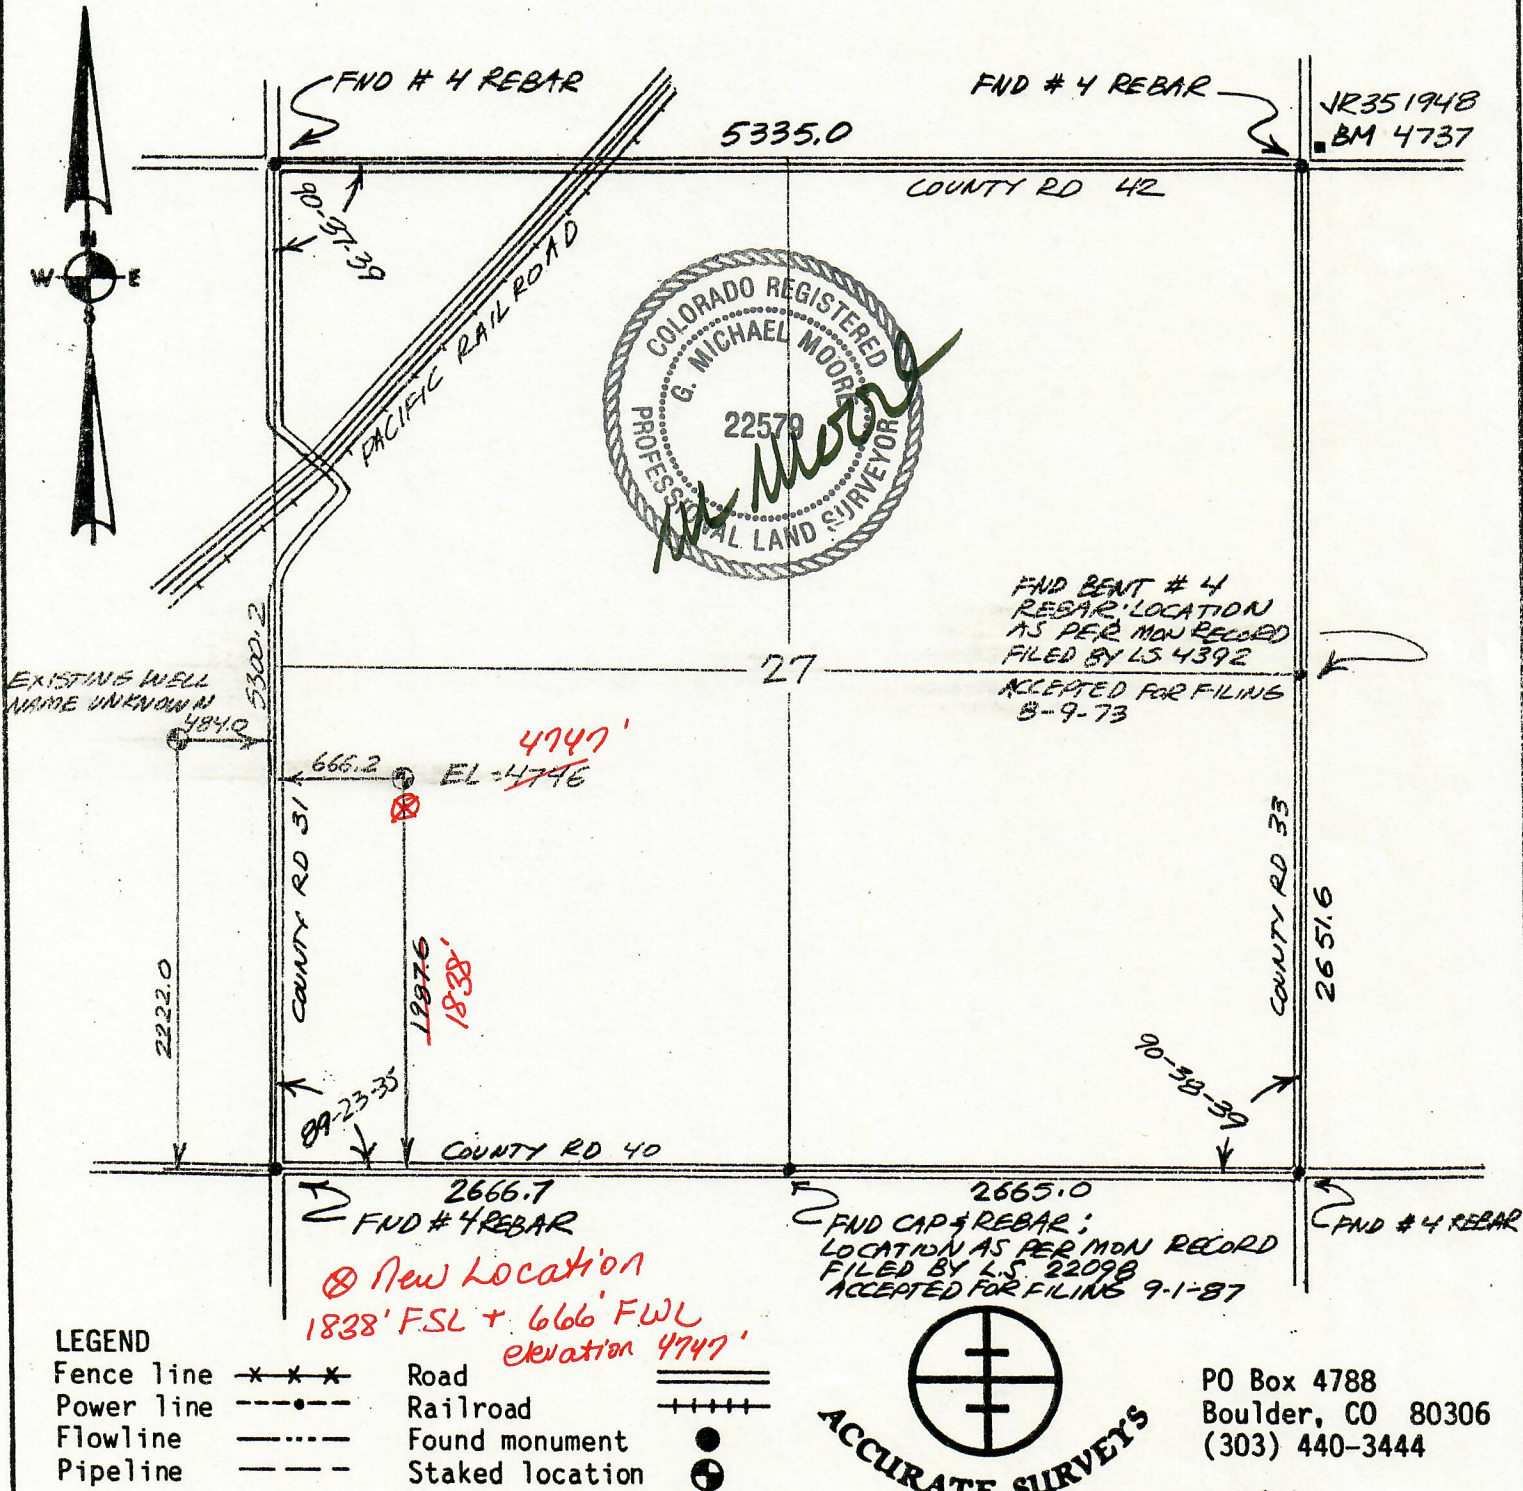 FND # 4 REBAR
FND # 4 REBAR
JR351948
BM 4737
5335.0
COUNTY RD 42
90-37-39
N
W E
S
PACIFIC RAILROAD
COLORADO REGISTERED
G. MICHAEL MOORE
22579
PROFESSIONAL LAND SURVEYOR
M Moore
FND BENT # 4
REBAR; LOCATION
AS PER MON RECORD
FILED BY LS. 4392
ACCEPTED FOR FILING
8-9-73
5300.2
27
EXISTING WELL
NAME UNKNOWN
484.0
4747'
666.2 EL = 4746
COUNTY RD 31
COUNTY RD 33
2651.6
2222.0
1987.6
1838'
89-23-35
90-38-39
COUNTY RD 40
2666.7
2665.0
FND # 4 REBAR
FND CAP & REBAR;
LOCATION AS PER MON RECORD
FILED BY L.S. 22098
ACCEPTED FOR FILING 9-1-87
FND # 4 REBAR
⊗ New Location
1838' FSL + 666' FWL
elevation 4747'
LEGEND
Fence line
Power line
Flowline
Pipeline
Road
Railroad
Found monument
Staked location
ACCURATE SURVEYS
PO Box 4788
Boulder, CO 80306
(303) 440-3444